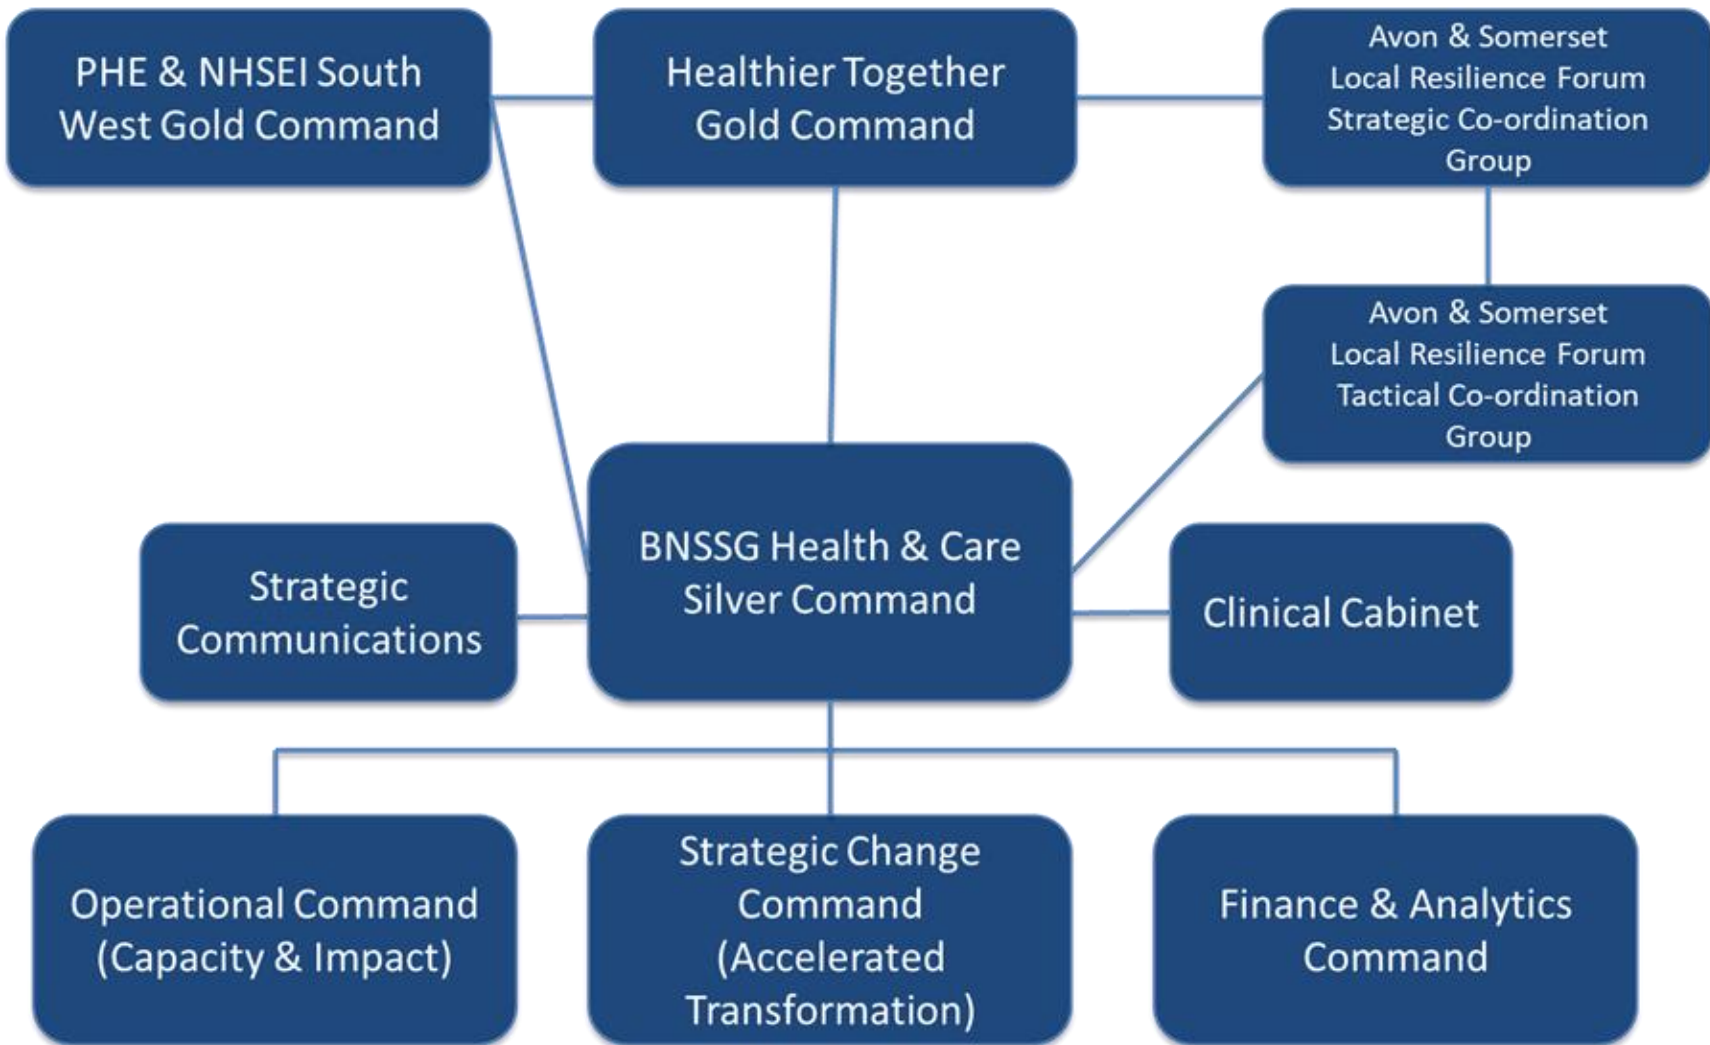 PHE & NHSEI South
West Gold Command
Healthier Together
Gold Command
Avon & Somerset
Local Resilience Forum
Strategic Co-ordination
Group
Avon & Somerset
Local Resilience Forum
Tactical Co-ordination
Group
BNSSG Health & Care
Silver Command
Strategic
Communications
Clinical Cabinet
Operational Command
(Capacity & Impact)
Strategic Change
Command
(Accelerated
Transformation)
Finance & Analytics
Command